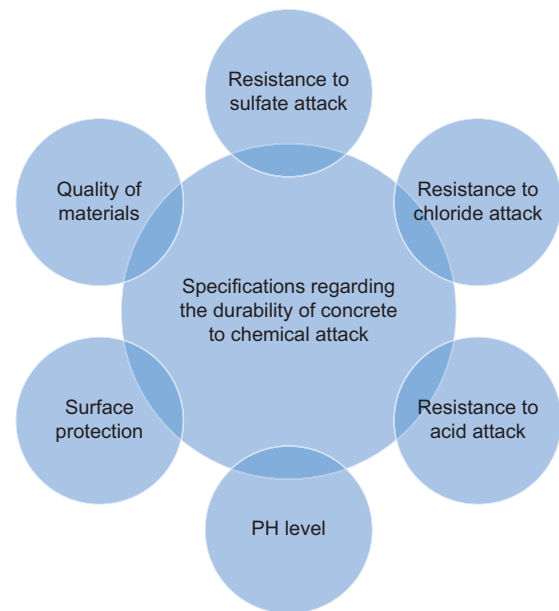 Resistance to
sulfate attack
Quality of
materials
Resistance to
chloride attack
Specifications regarding
the durability of concrete
to chemical attack
Surface
protection
Resistance to
acid attack
PH level